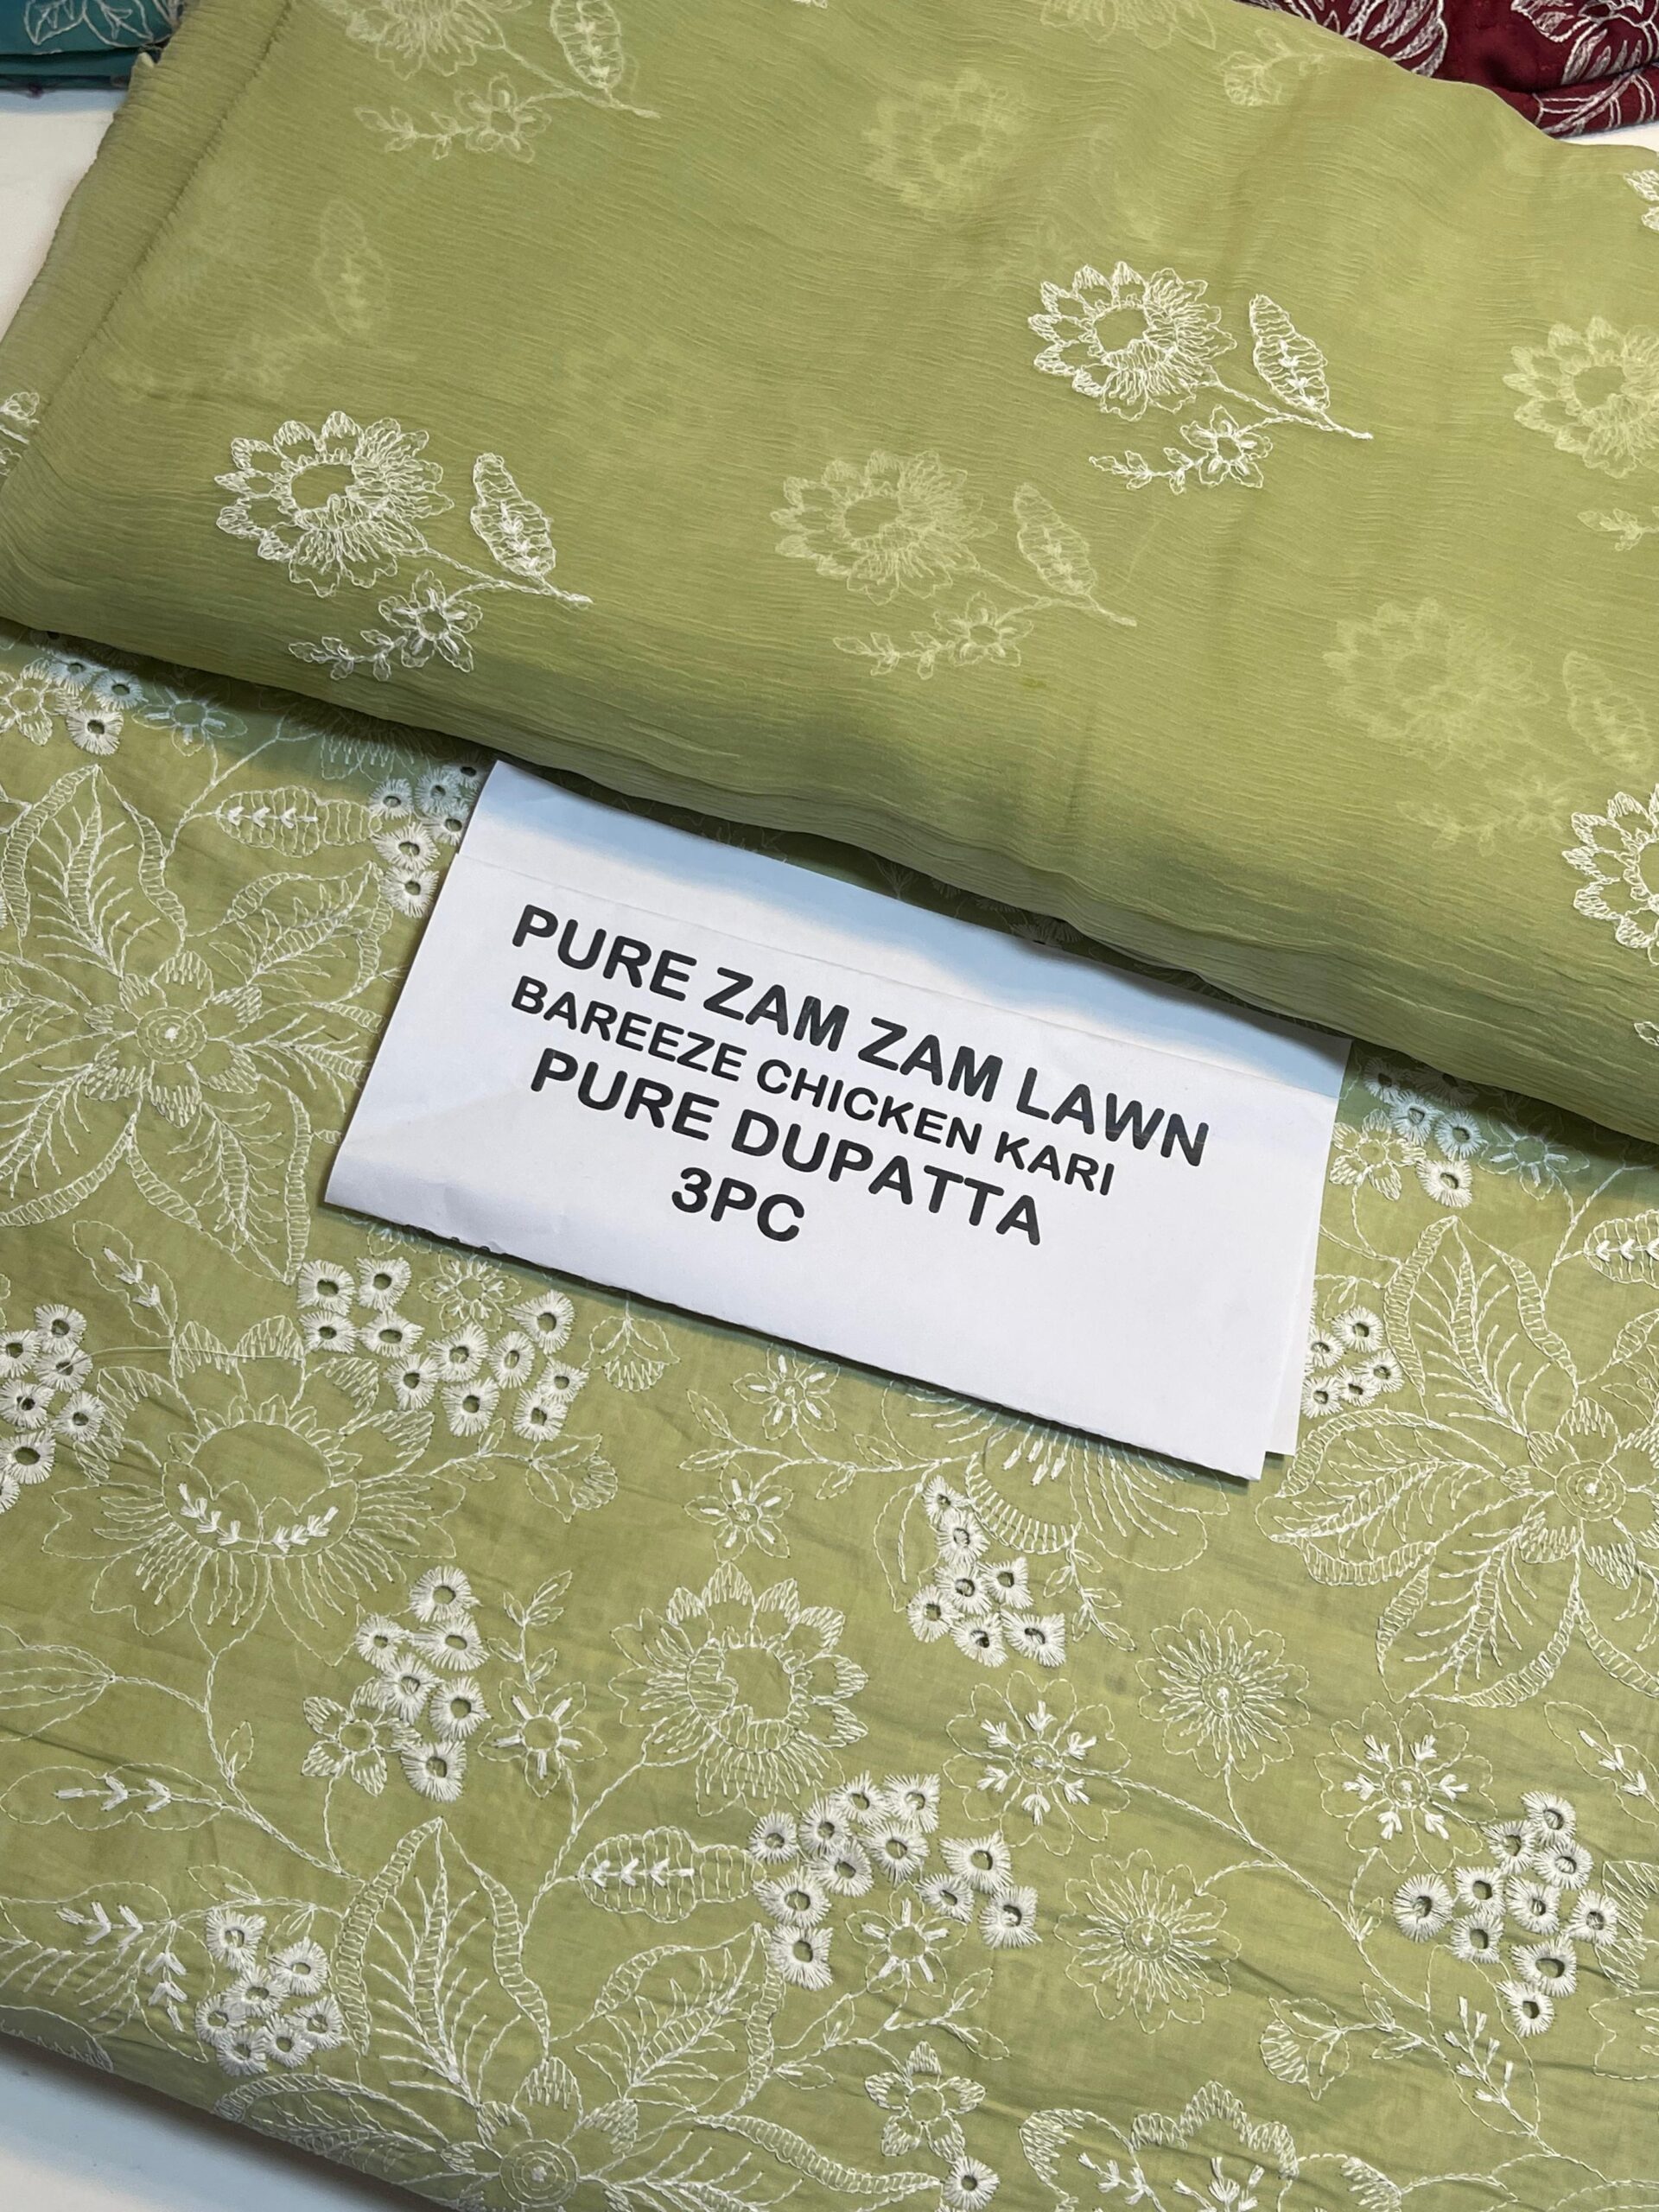 PURE ZAM ZAM LAWN
BAREEZE CHICKEN KARI
PURE DUPATTA
3PC